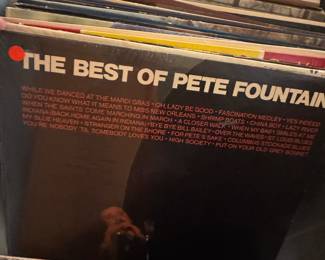 THE BEST OF PETE FOUNTAIN
WHILE WE DANCED AT THE MARDI GRAS • OH, LADY BE GOOD • FASCINATION MEDLEY • YES INDEED
DO YOU KNOW WHAT IT MEANS TO MISS NEW ORLEANS • SHRIMP BOATS • CHINA BOY • LAZY RIVER
WHEN THE SAINTS COME MARCHING IN MARCH • A CLOSER WALK • WHEN MY BABY SMILES AT ME
GONNA BACK HOME AGAIN IN INDIANA) • BYE BYE BILL BAILEY • OVER THE WAVES • ST. LOUIS BLUES
MY BLUE HEAVEN • STRANGER ON THE SHORE • FOR PETE'S SAKE • COLUMBUS STOCKADE BLUES
YOU'RE NOBODY 'TIL SOMEBODY LOVES YOU • HIGH SOCIETY • PUT ON YOUR OLD GREY BONNET